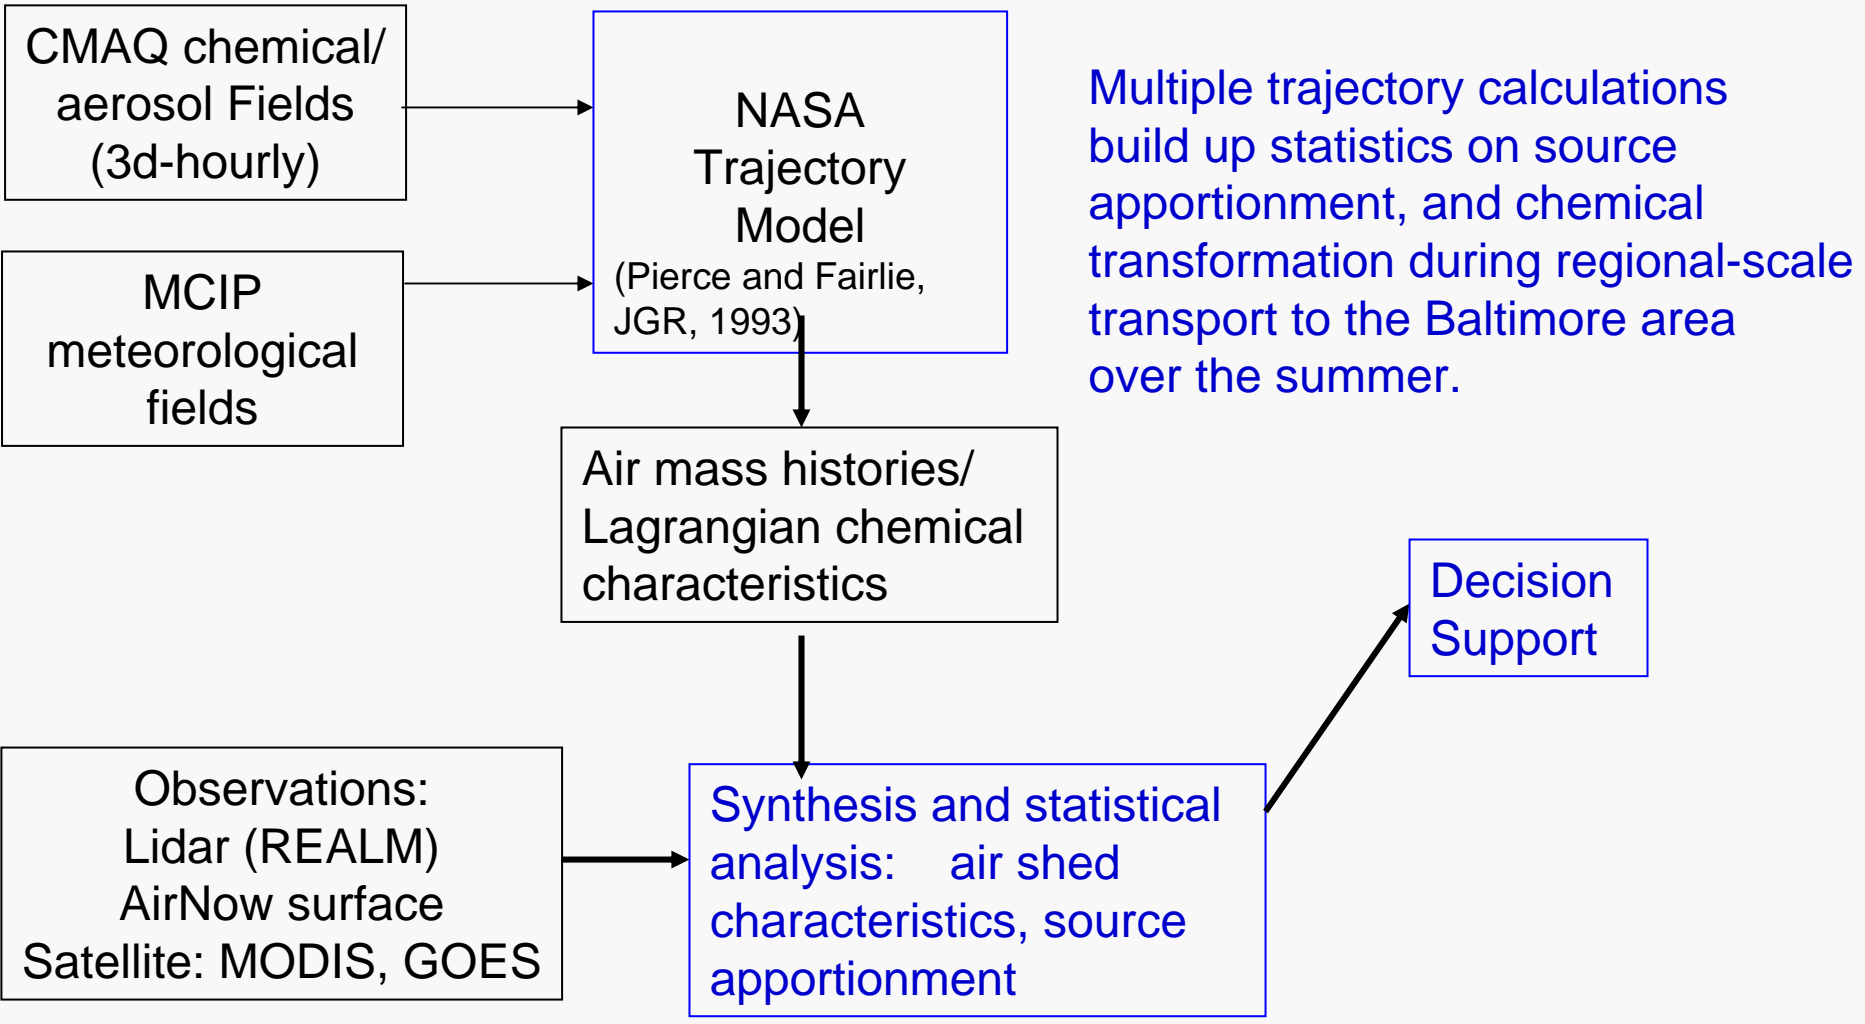 CMAQ chemical/
aerosol Fields
(3d-hourly)
NASA
Trajectory
Model
(Pierce and Fairlie,
JGR, 1993)
Multiple trajectory calculations
build up statistics on source
apportionment, and chemical
transformation during regional-scale
transport to the Baltimore area
over the summer.
MCIP
meteorological
fields
Air mass histories/
Lagrangian chemical
characteristics
Decision
Support
Observations:
Lidar (REALM)
AirNow surface
Satellite: MODIS, GOES
Synthesis and statistical
analysis: air shed
characteristics, source
apportionment